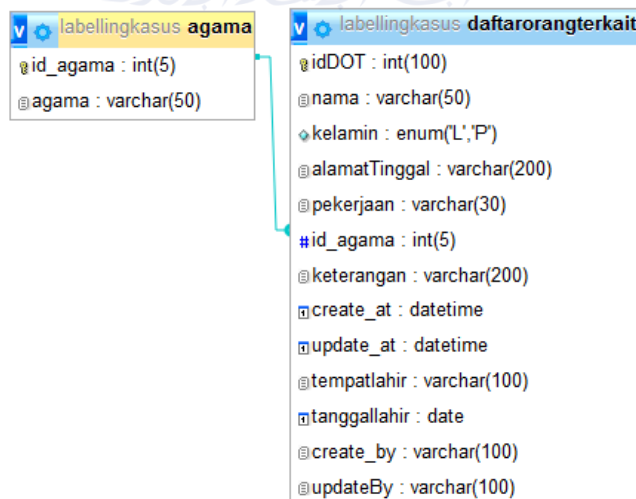 v labellingkasus agama
id_agama : int(5)
agama : varchar(50)
v labellingkasus daftarorangterkait
idDOT : int(100)
nama : varchar(50)
kelamin : enum('L','P')
alamatTinggal : varchar(200)
pekerjaan : varchar(30)
#id_agama : int(5)
keterangan : varchar(200)
create_at : datetime
update_at : datetime
tempatlahir : varchar(100)
tanggallahir : date
create_by : varchar(100)
updateBy : varchar(100)